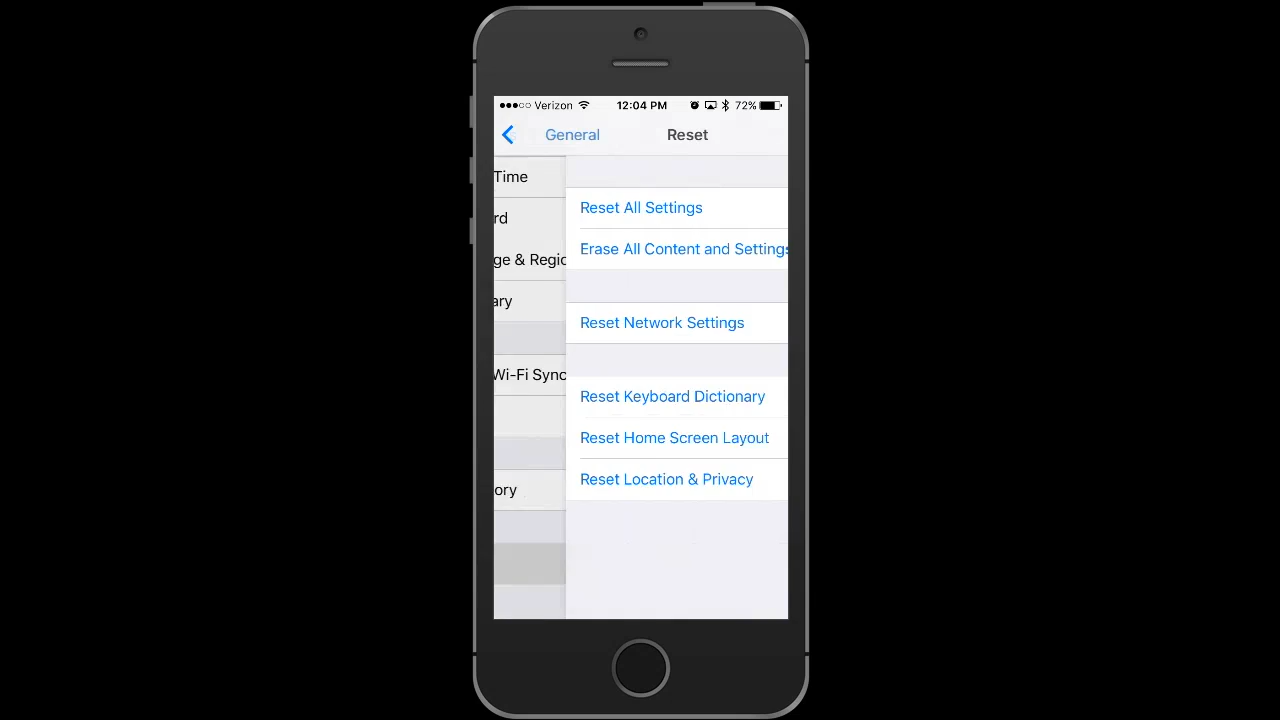 Verizon 12:04 PM 72%
General Reset
Time
rd
ge & Regio
ary
Wi-Fi Sync
ory
Reset All Settings
Erase All Content and Settings
Reset Network Settings
Reset Keyboard Dictionary
Reset Home Screen Layout
Reset Location & Privacy